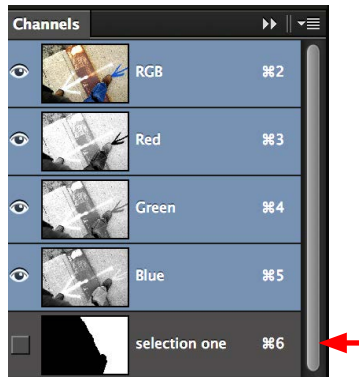 Channels
RGB ⌘2
Red ⌘3
Green ⌘4
Blue ⌘5
selection one ⌘6